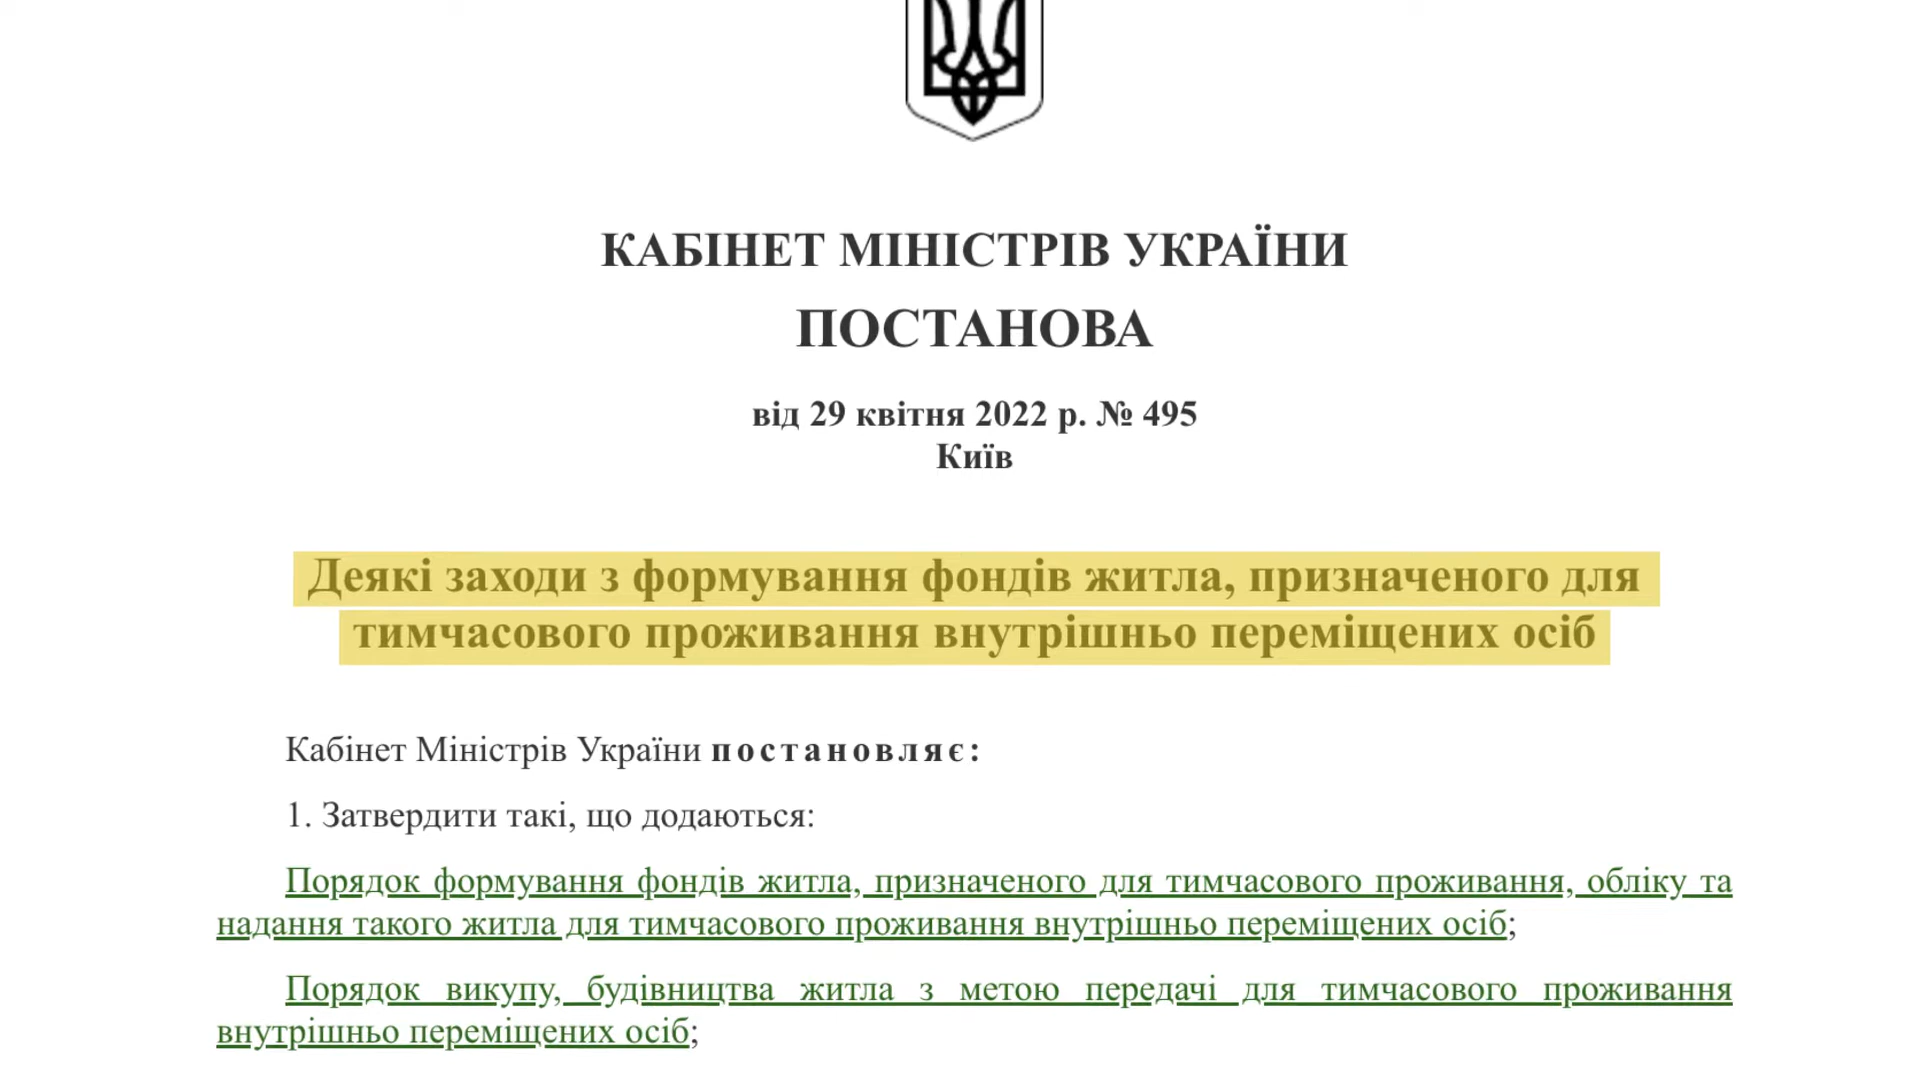 КАБІНЕТ МІНІСТРІВ УКРАЇНИ
ПОСТАНОВА
від 29 квітня 2022 р. № 495
Київ
Деякі заходи з формування фондів житла, призначеного для
тимчасового проживання внутрішньо переміщених осіб
Кабінет Міністрів України постановляє:
1. Затвердити такі, що додаються:
Порядок формування фондів житла, призначеного для тимчасового проживання, обліку та
надання такого житла для тимчасового проживання внутрішньо переміщених осіб;
Порядок викупу, будівництва житла з метою передачі для тимчасового проживання
внутрішньо переміщених осіб;